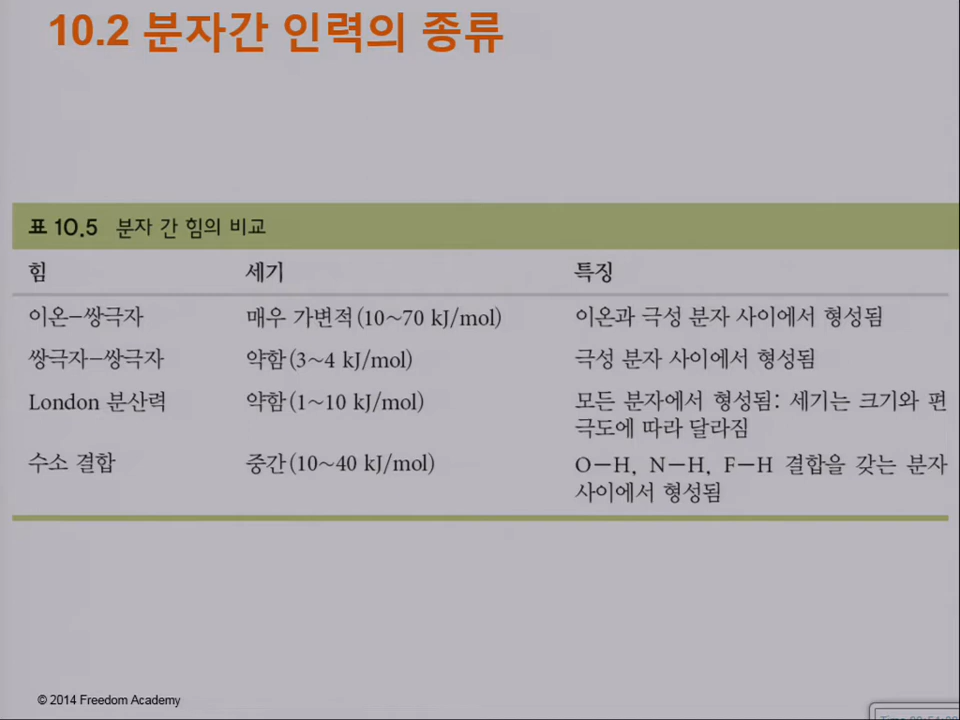 10.2 분자간 인력의 종류
표 10.5 분자 간 힘의 비교
힘 세기 특징
이온−쌍극자 매우 가변적(10~70 kJ/mol) 이온과 극성 분자 사이에서 형성됨
쌍극자−쌍극자 약함(3~4 kJ/mol) 극성 분자 사이에서 형성됨
London 분산력 약함(1~10 kJ/mol) 모든 분자에서 형성됨: 세기는 크기와 편
극도에 따라 달라짐
수소 결합 중간(10~40 kJ/mol) O−H, N−H, F−H 결합을 갖는 분자
사이에서 형성됨
© 2014 Freedom Academy